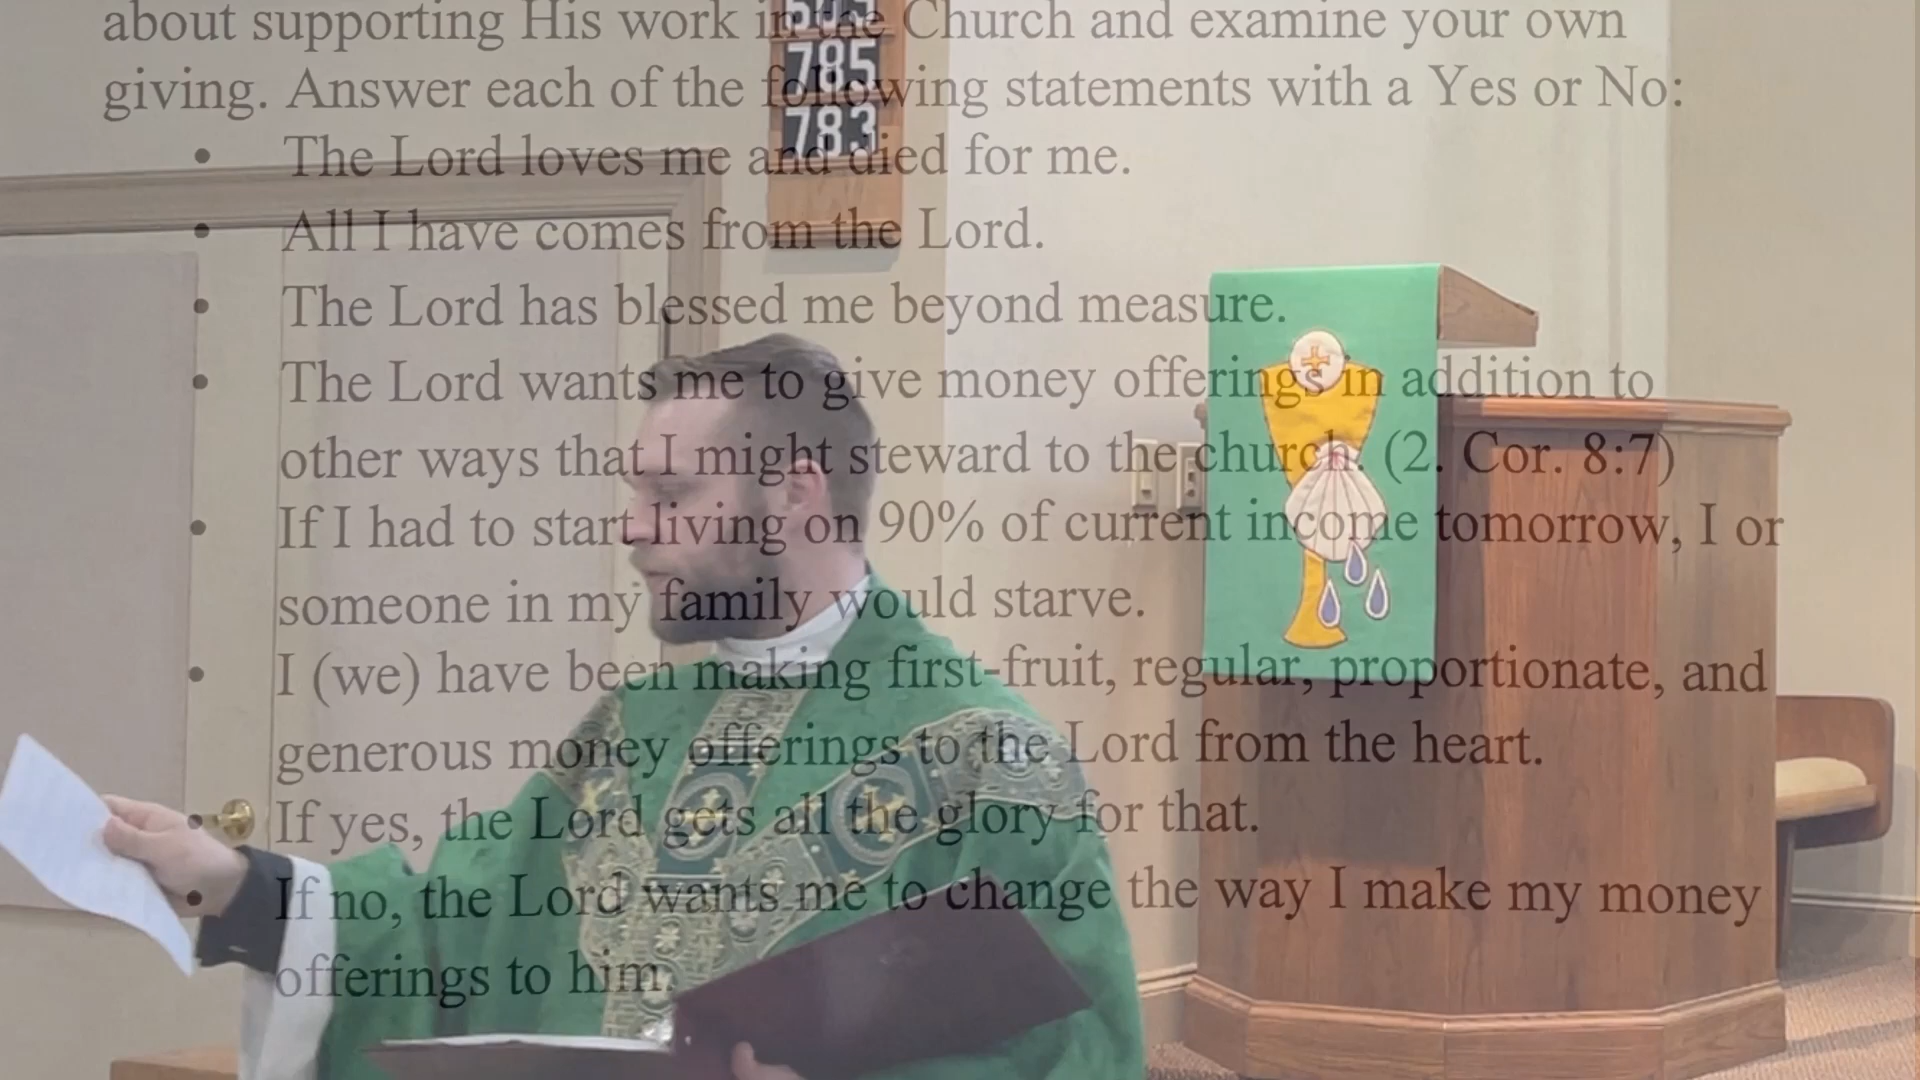 about supporting His work in the Church and examine your own
785
giving. Answer each of the following statements with a Yes or No:
783
• The Lord loves me and died for me.
• All I have comes from the Lord.
• The Lord has blessed me beyond measure.
• The Lord wants me to give money offerings in addition to
other ways that I might steward to the church. (2. Cor. 8:7)
• If I had to start living on 90% of current income tomorrow, I or
someone in my family would starve.
• I (we) have been making first-fruit, regular, proportionate, and
generous money offerings to the Lord from the heart.
• If yes, the Lord gets all the glory for that.
• If no, the Lord wants me to change the way I make my money
offerings to him.